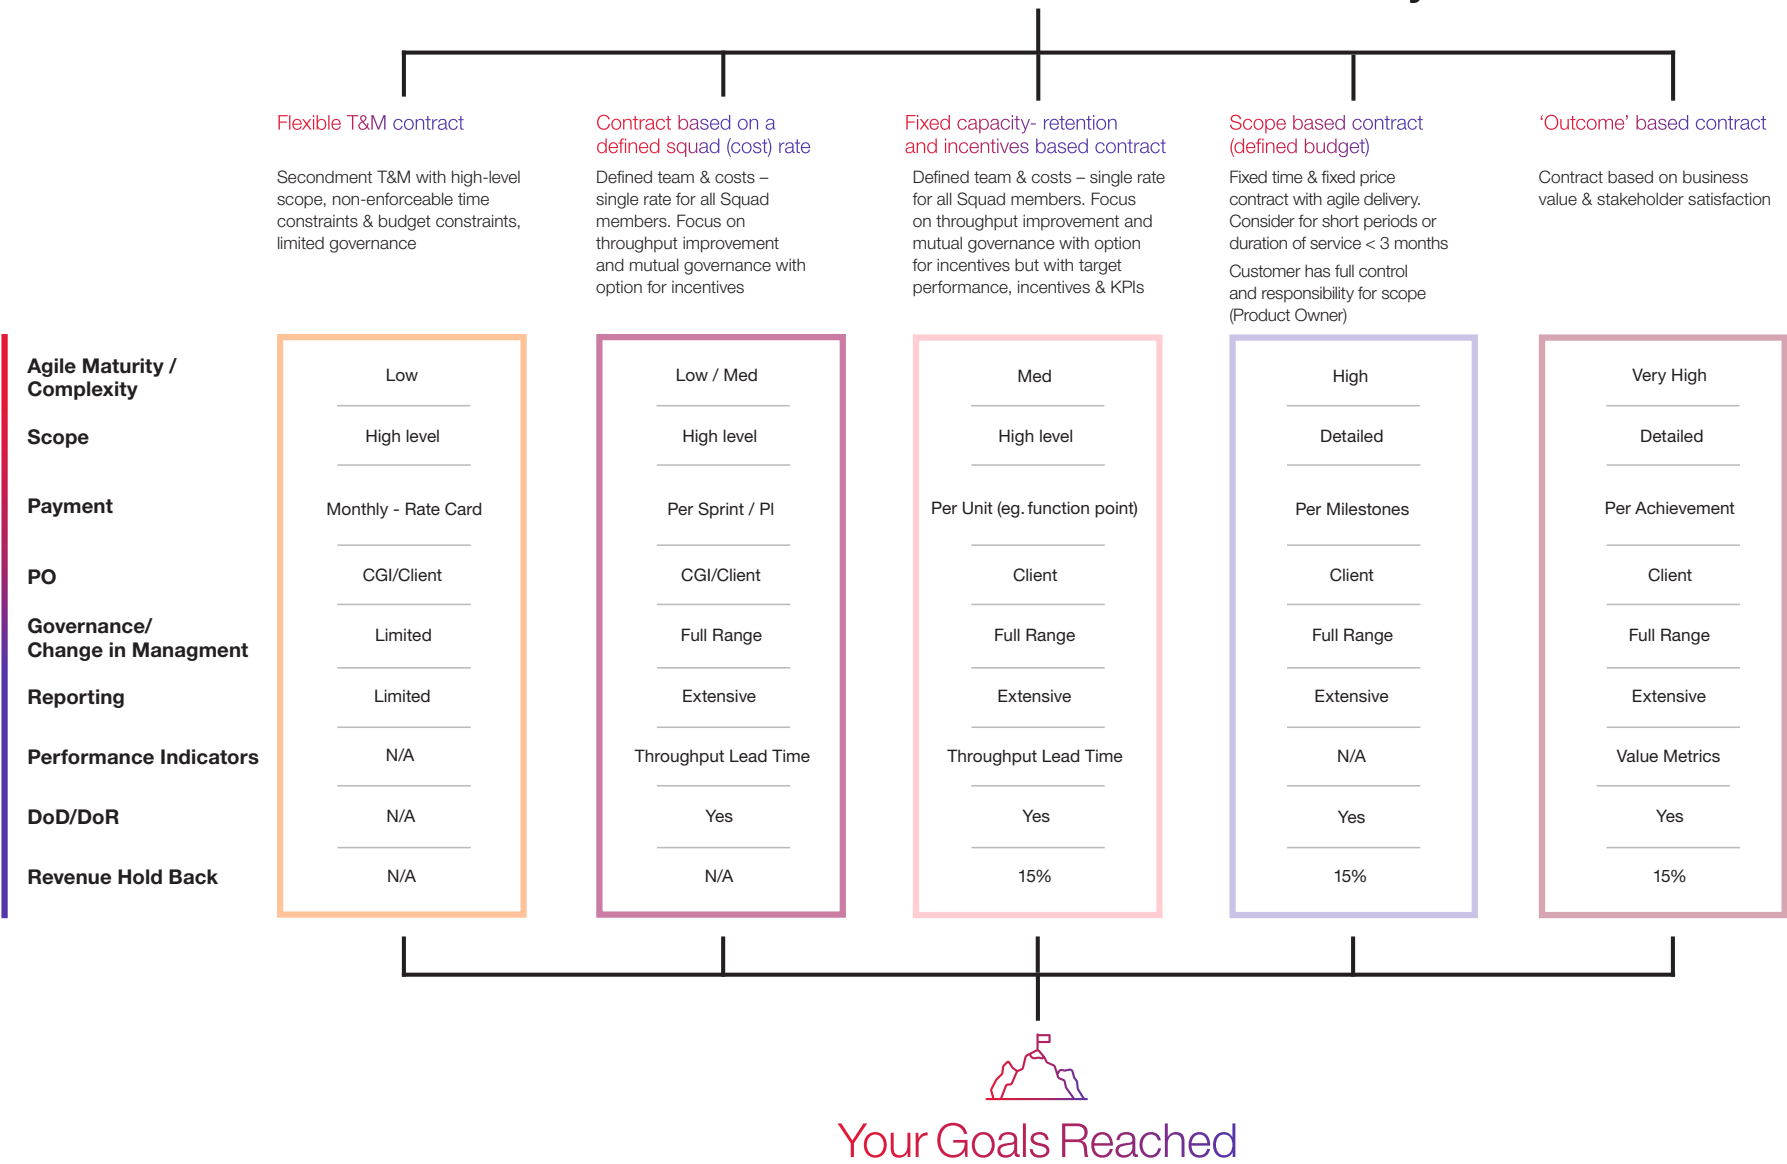 Flexible T&M contract
Secondment T&M with high-level
scope, non-enforceable time
constraints & budget constraints,
limited governance
Contract based on a
defined squad (cost) rate
Defined team & costs –
single rate for all Squad
members. Focus on
throughput improvement
and mutual governance with
option for incentives
Fixed capacity- retention
and incentives based contract
Defined team & costs – single rate
for all Squad members. Focus
on throughput improvement and
mutual governance with option
for incentives but with target
performance, incentives & KPIs
Scope based contract
(defined budget)
Fixed time & fixed price
contract with agile delivery.
Consider for short periods or
duration of service < 3 months
Customer has full control
and responsibility for scope
(Product Owner)
‘Outcome’ based contract
Contract based on business
value & stakeholder satisfaction
Agile Maturity /
Complexity
Low
Low / Med
Med
High
Very High
Scope
High level
High level
High level
Detailed
Detailed
Payment
Monthly - Rate Card
Per Sprint / PI
Per Unit (eg. function point)
Per Milestones
Per Achievement
PO
CGI/Client
CGI/Client
Client
Client
Client
Governance/
Change in Managment
Limited
Full Range
Full Range
Full Range
Full Range
Reporting
Limited
Extensive
Extensive
Extensive
Extensive
Performance Indicators
N/A
Throughput Lead Time
Throughput Lead Time
N/A
Value Metrics
DoD/DoR
N/A
Yes
Yes
Yes
Yes
Revenue Hold Back
N/A
N/A
15%
15%
15%
Your Goals Reached